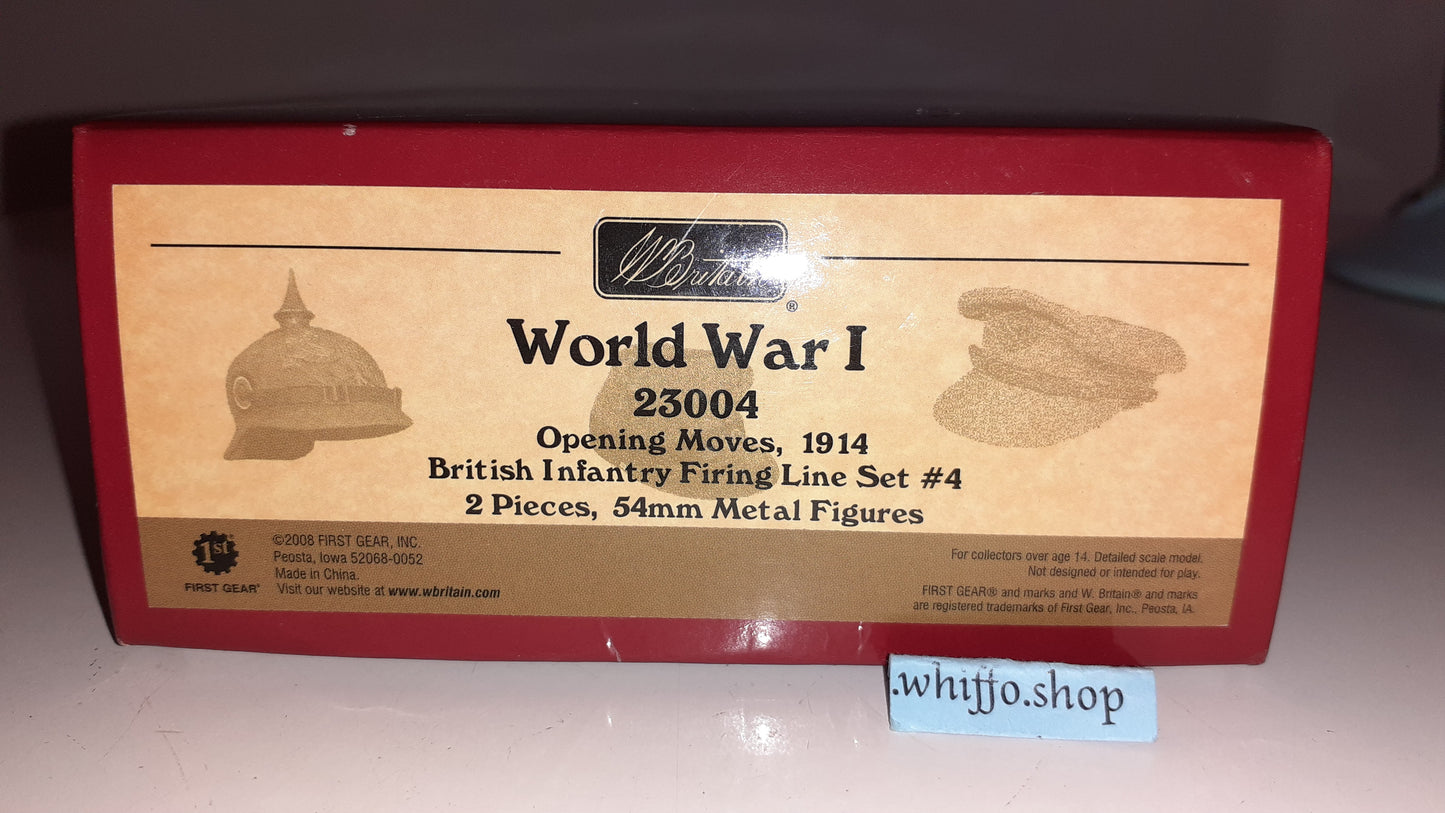 W Britain
®
World War I
23004
Opening Moves, 1914
British Infantry Firing Line Set #4
2 Pieces, 54mm Metal Figures
1st
FIRST GEAR®
©2008 FIRST GEAR, INC.
Peosta, Iowa 52068-0052
Made in China.
Visit our website at www.wbritain.com
For collectors over age 14. Detailed scale model.
Not designed or intended for play.
FIRST GEAR® and marks and W. Britain® and marks
are registered trademarks of First Gear, Inc., Peosta, IA.
.whiffo.shop